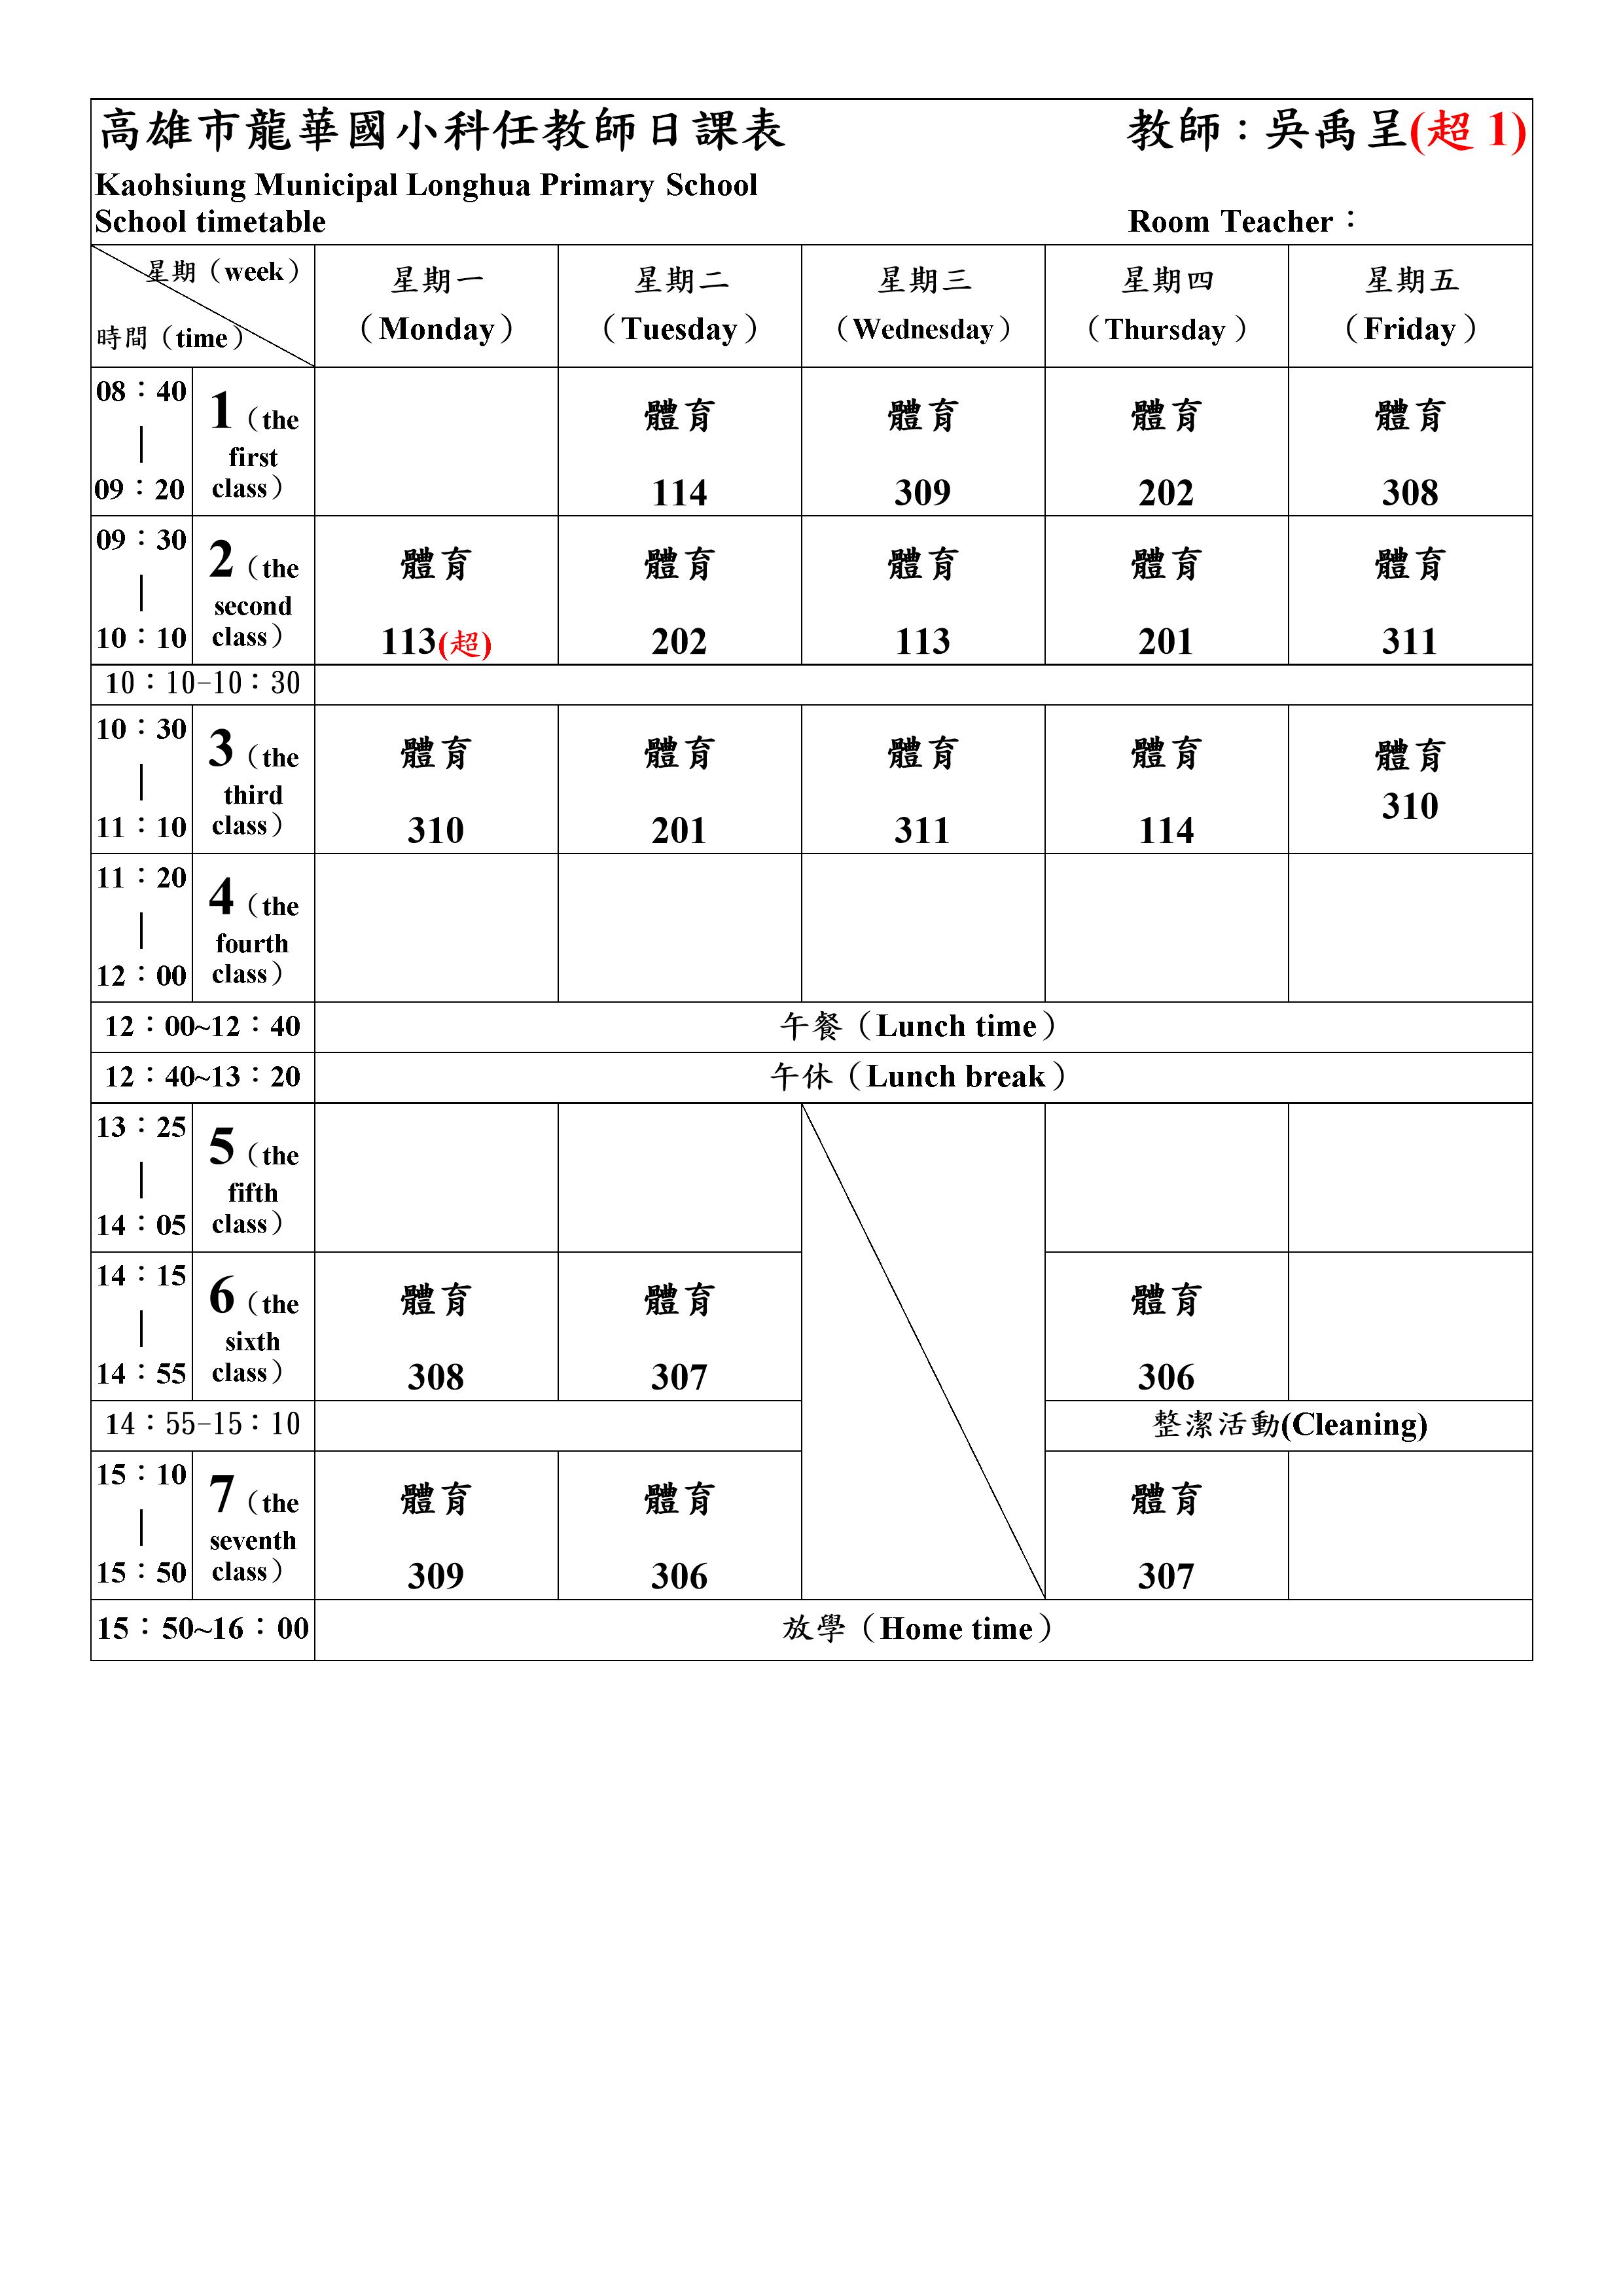 高雄市龍華國小科任教師日課表 教師：吳禹呈(超 1)
Kaohsiung Municipal Longhua Primary School
School timetable Room Teacher：
星期（week）
時間（time）
星期一 星期二 星期三 星期四 星期五
（Monday） （Tuesday） （Wednesday） （Thursday） （Friday）
08：40
｜
09：20
1（the
first
class）
體育 體育 體育 體育
114 309 202 308
09：30
｜
10：10
2（the
second
class）
體育 體育 體育 體育 體育
113(超) 202 113 201 311
10：10-10：30
10：30
｜
11：10
3（the
third
class）
體育 體育 體育 體育 體育
310 201 311 114 310
11：20
｜
12：00
4（the
fourth
class）
12：00~12：40 午餐（Lunch time）
12：40~13：20 午休（Lunch break）
13：25
｜
14：05
5（the
fifth
class）
14：15
｜
14：55
6（the
sixth
class）
體育 體育 體育
308 307 306
14：55-15：10 整潔活動(Cleaning)
15：10
｜
15：50
7（the
seventh
class）
體育 體育 體育
309 306 307
15：50~16：00 放學（Home time）